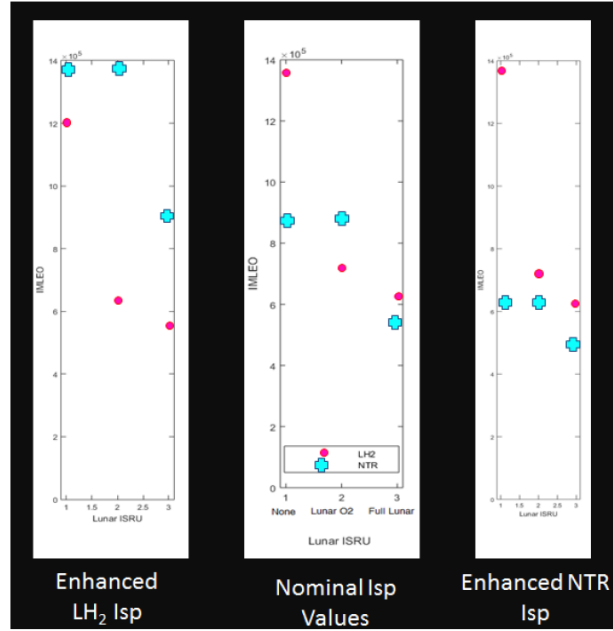 × 10⁵
14
12
10
8
6
4
2
0
IMLEO
1 1.5 2 2.5 3
Lunar ISRU
Enhanced
LH₂ Isp
× 10⁵
14
12
10
8
6
4
2
0
IMLEO
LH2
NTR
1 2 3
None Lunar O2 Full Lunar
Lunar ISRU
Nominal Isp
Values
× 10⁵
14
12
10
8
6
4
2
0
IMLEO
1 1.5 2 2.5 3
Lunar ISRU
Enhanced NTR
Isp